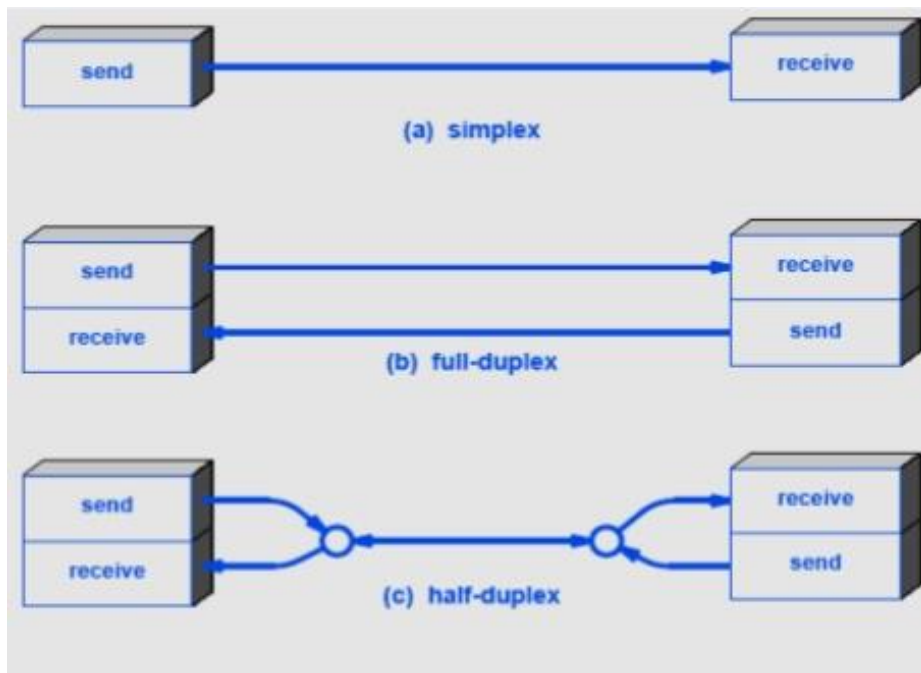 send
receive
(a) simplex
send
receive
receive
send
(b) full-duplex
send
receive
receive
send
(c) half-duplex